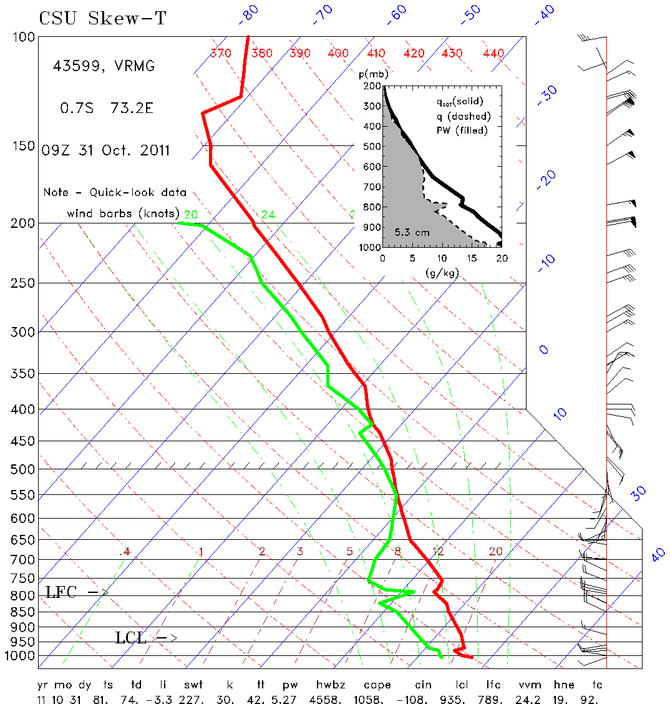 CSU Skew-T
-80 -70 -60 -50 -40
100
370 380 390 400 410 420 430 440
43599, VRMG
p(mb)
-30
200
0.7S 73.2E
300
qsat(solid)
q (dashed)
400
PW (filled)
150
09Z 31 Oct. 2011
500
600
-20
Note - Quick-look data
700
wind barbs (knots)
20 24
800
200
900
5.3 cm
1000
0 5 10 15 20
-10
(g/kg)
250
300
0
350
400
10
450
500
30
550
600
650
40
.4 1 2 3 5 8 12 20
700
750
LFC ->
800
850
900
LCL ->
950
1000
yr mo dy ts td li swt k tt pw hwbz cape cin lcl lfc vvm hne tc
11 10 31 81. 74. -3.3 227. 30. 42. 5.27 4558. 1058. -108. 935. 789. 24.2 19. 92.